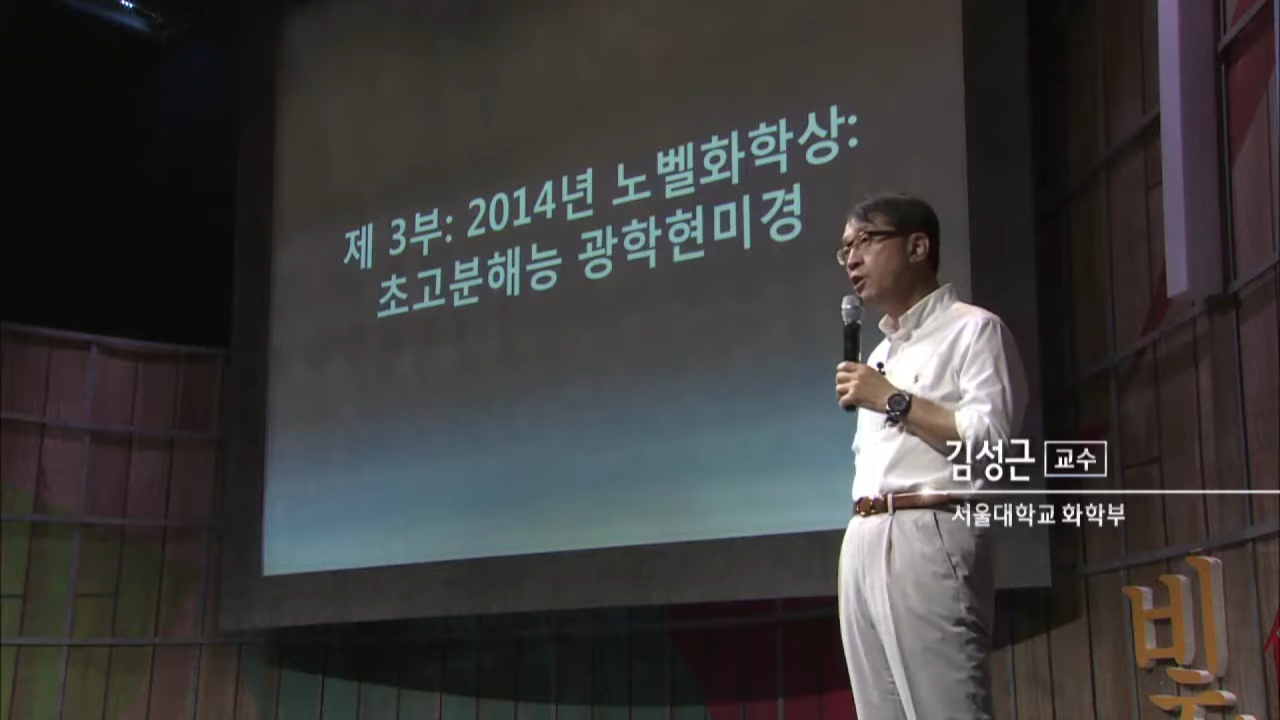 제 3부: 2014년 노벨화학상:
초고분해능 광학현미경
김성근 교수
서울대학교 화학부
빛